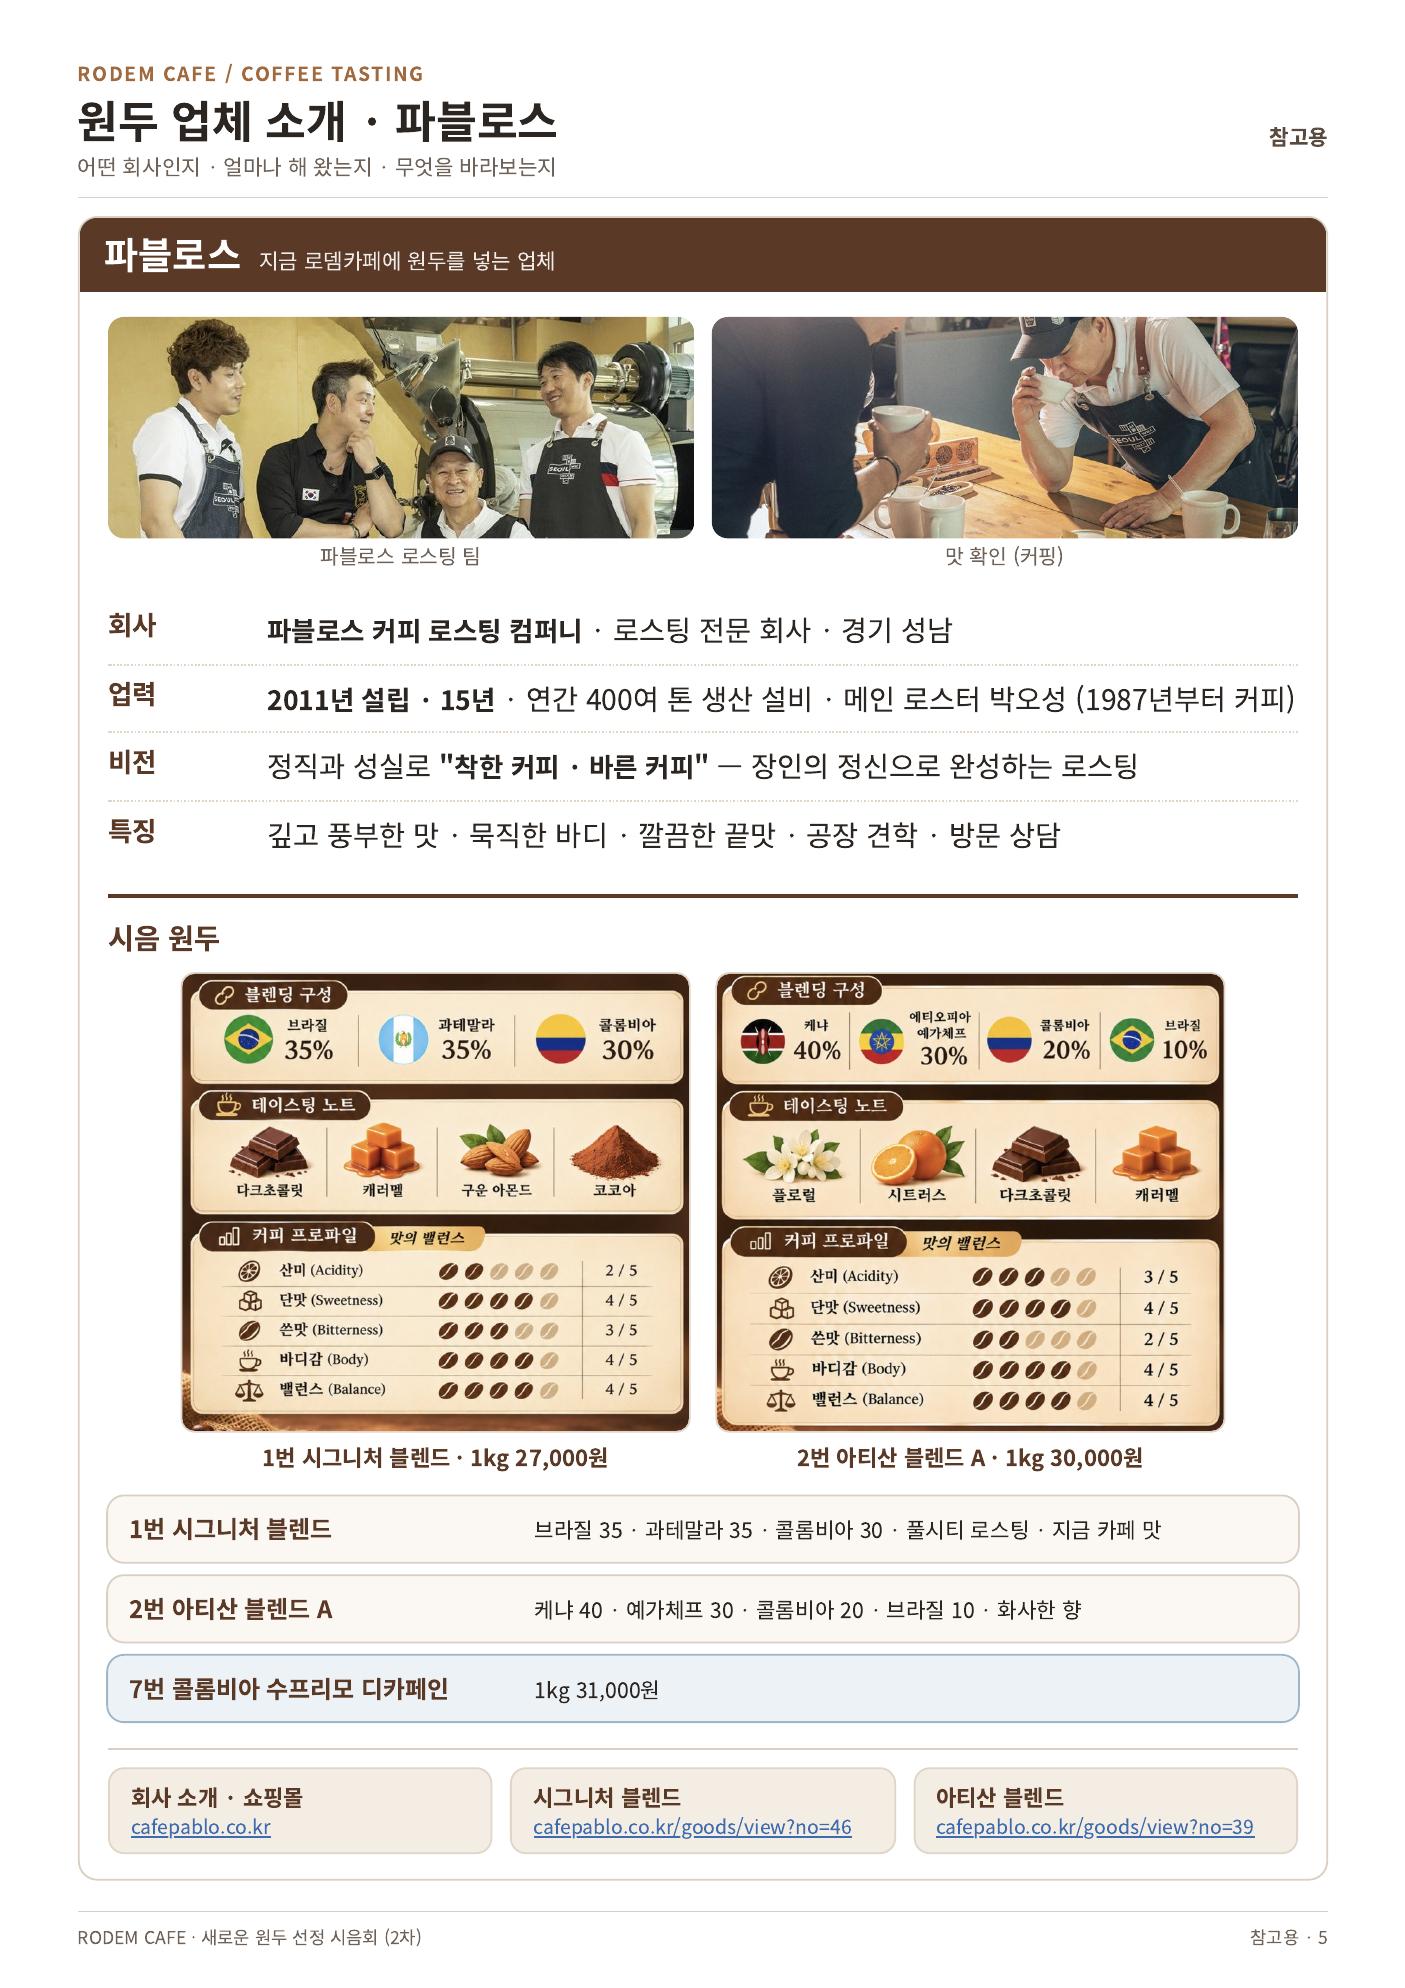 RODEM CAFE / COFFEE TASTING
원두 업체 소개 · 파블로스
어떤 회사인지 · 얼마나 해 왔는지 · 무엇을 바라보는지
참고용
파블로스 지금 로뎀카페에 원두를 넣는 업체
SEOUL
SEOUL
SEOUL
파블로스 로스팅 팀
맛 확인 (커핑)
회사 파블로스 커피 로스팅 컴퍼니 · 로스팅 전문 회사 · 경기 성남
업력 2011년 설립 · 15년 · 연간 400여 톤 생산 설비 · 메인 로스터 박오성 (1987년부터 커피)
비전 정직과 성실로 "착한 커피 · 바른 커피" — 장인의 정신으로 완성하는 로스팅
특징 깊고 풍부한 맛 · 묵직한 바디 · 깔끔한 끝맛 · 공장 견학 · 방문 상담
시음 원두
블렌딩 구성
브라질 35% 과테말라 35% 콜롬비아 30%
테이스팅 노트
다크초콜릿 캐러멜 구운 아몬드 코코아
커피 프로파일 맛의 밸런스
산미 (Acidity) 2 / 5
단맛 (Sweetness) 4 / 5
쓴맛 (Bitterness) 3 / 5
바디감 (Body) 4 / 5
밸런스 (Balance) 4 / 5
1번 시그니처 블렌드 · 1kg 27,000원
블렌딩 구성
케냐 40% 에티오피아 예가체프 30% 콜롬비아 20% 브라질 10%
테이스팅 노트
플로럴 시트러스 다크초콜릿 캐러멜
커피 프로파일 맛의 밸런스
산미 (Acidity) 3 / 5
단맛 (Sweetness) 4 / 5
쓴맛 (Bitterness) 2 / 5
바디감 (Body) 4 / 5
밸런스 (Balance) 4 / 5
2번 아티산 블렌드 A · 1kg 30,000원
1번 시그니처 블렌드 브라질 35 · 과테말라 35 · 콜롬비아 30 · 풀시티 로스팅 · 지금 카페 맛
2번 아티산 블렌드 A 케냐 40 · 예가체프 30 · 콜롬비아 20 · 브라질 10 · 화사한 향
7번 콜롬비아 수프리모 디카페인 1kg 31,000원
회사 소개 · 쇼핑몰
cafepablo.co.kr
시그니처 블렌드
cafepablo.co.kr/goods/view?no=46
아티산 블렌드
cafepablo.co.kr/goods/view?no=39
RODEM CAFE · 새로운 원두 선정 시음회 (2차)
참고용 · 5